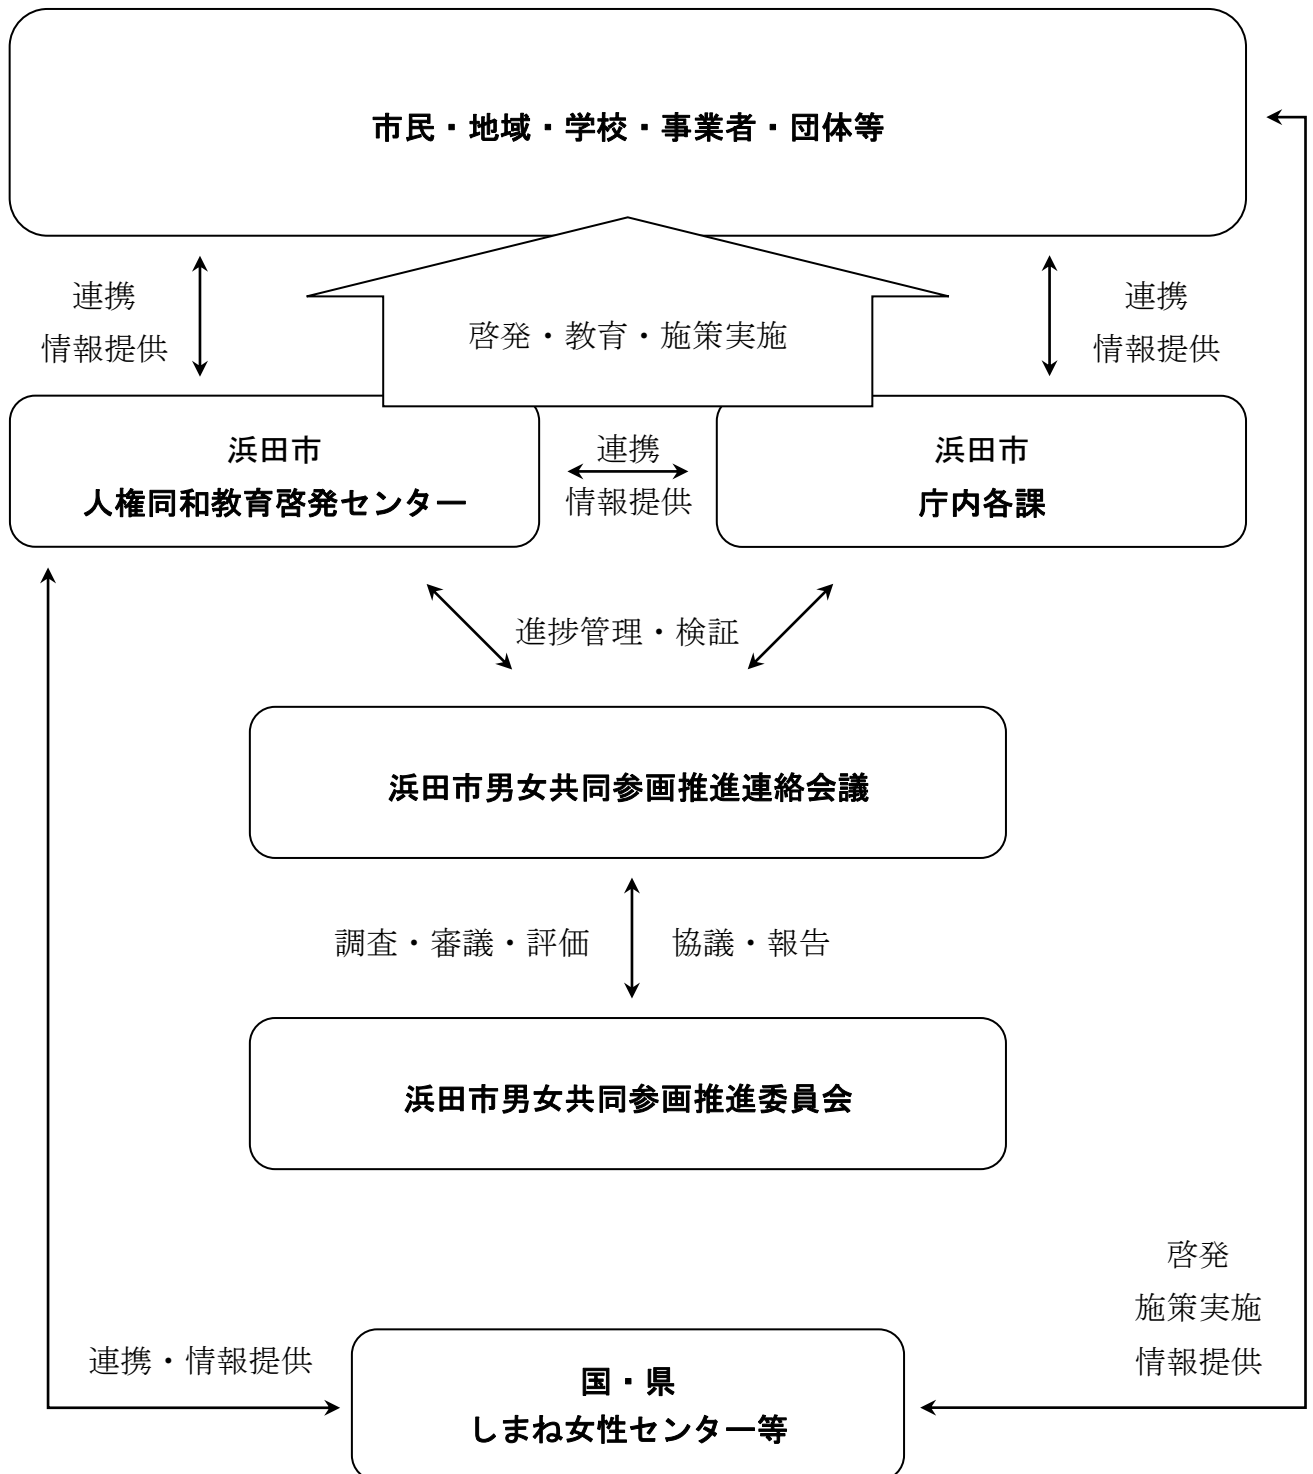 市民・地域・学校・事業者・団体等
連携
情報提供
啓発・教育・施策実施
連携
情報提供
浜田市
人権同和教育啓発センター
連携
情報提供
浜田市
庁内各課
進捗管理・検証
浜田市男女共同参画推進連絡会議
調査・審議・評価
協議・報告
浜田市男女共同参画推進委員会
啓発
施策実施
情報提供
連携・情報提供
国・県
しまね女性センター等